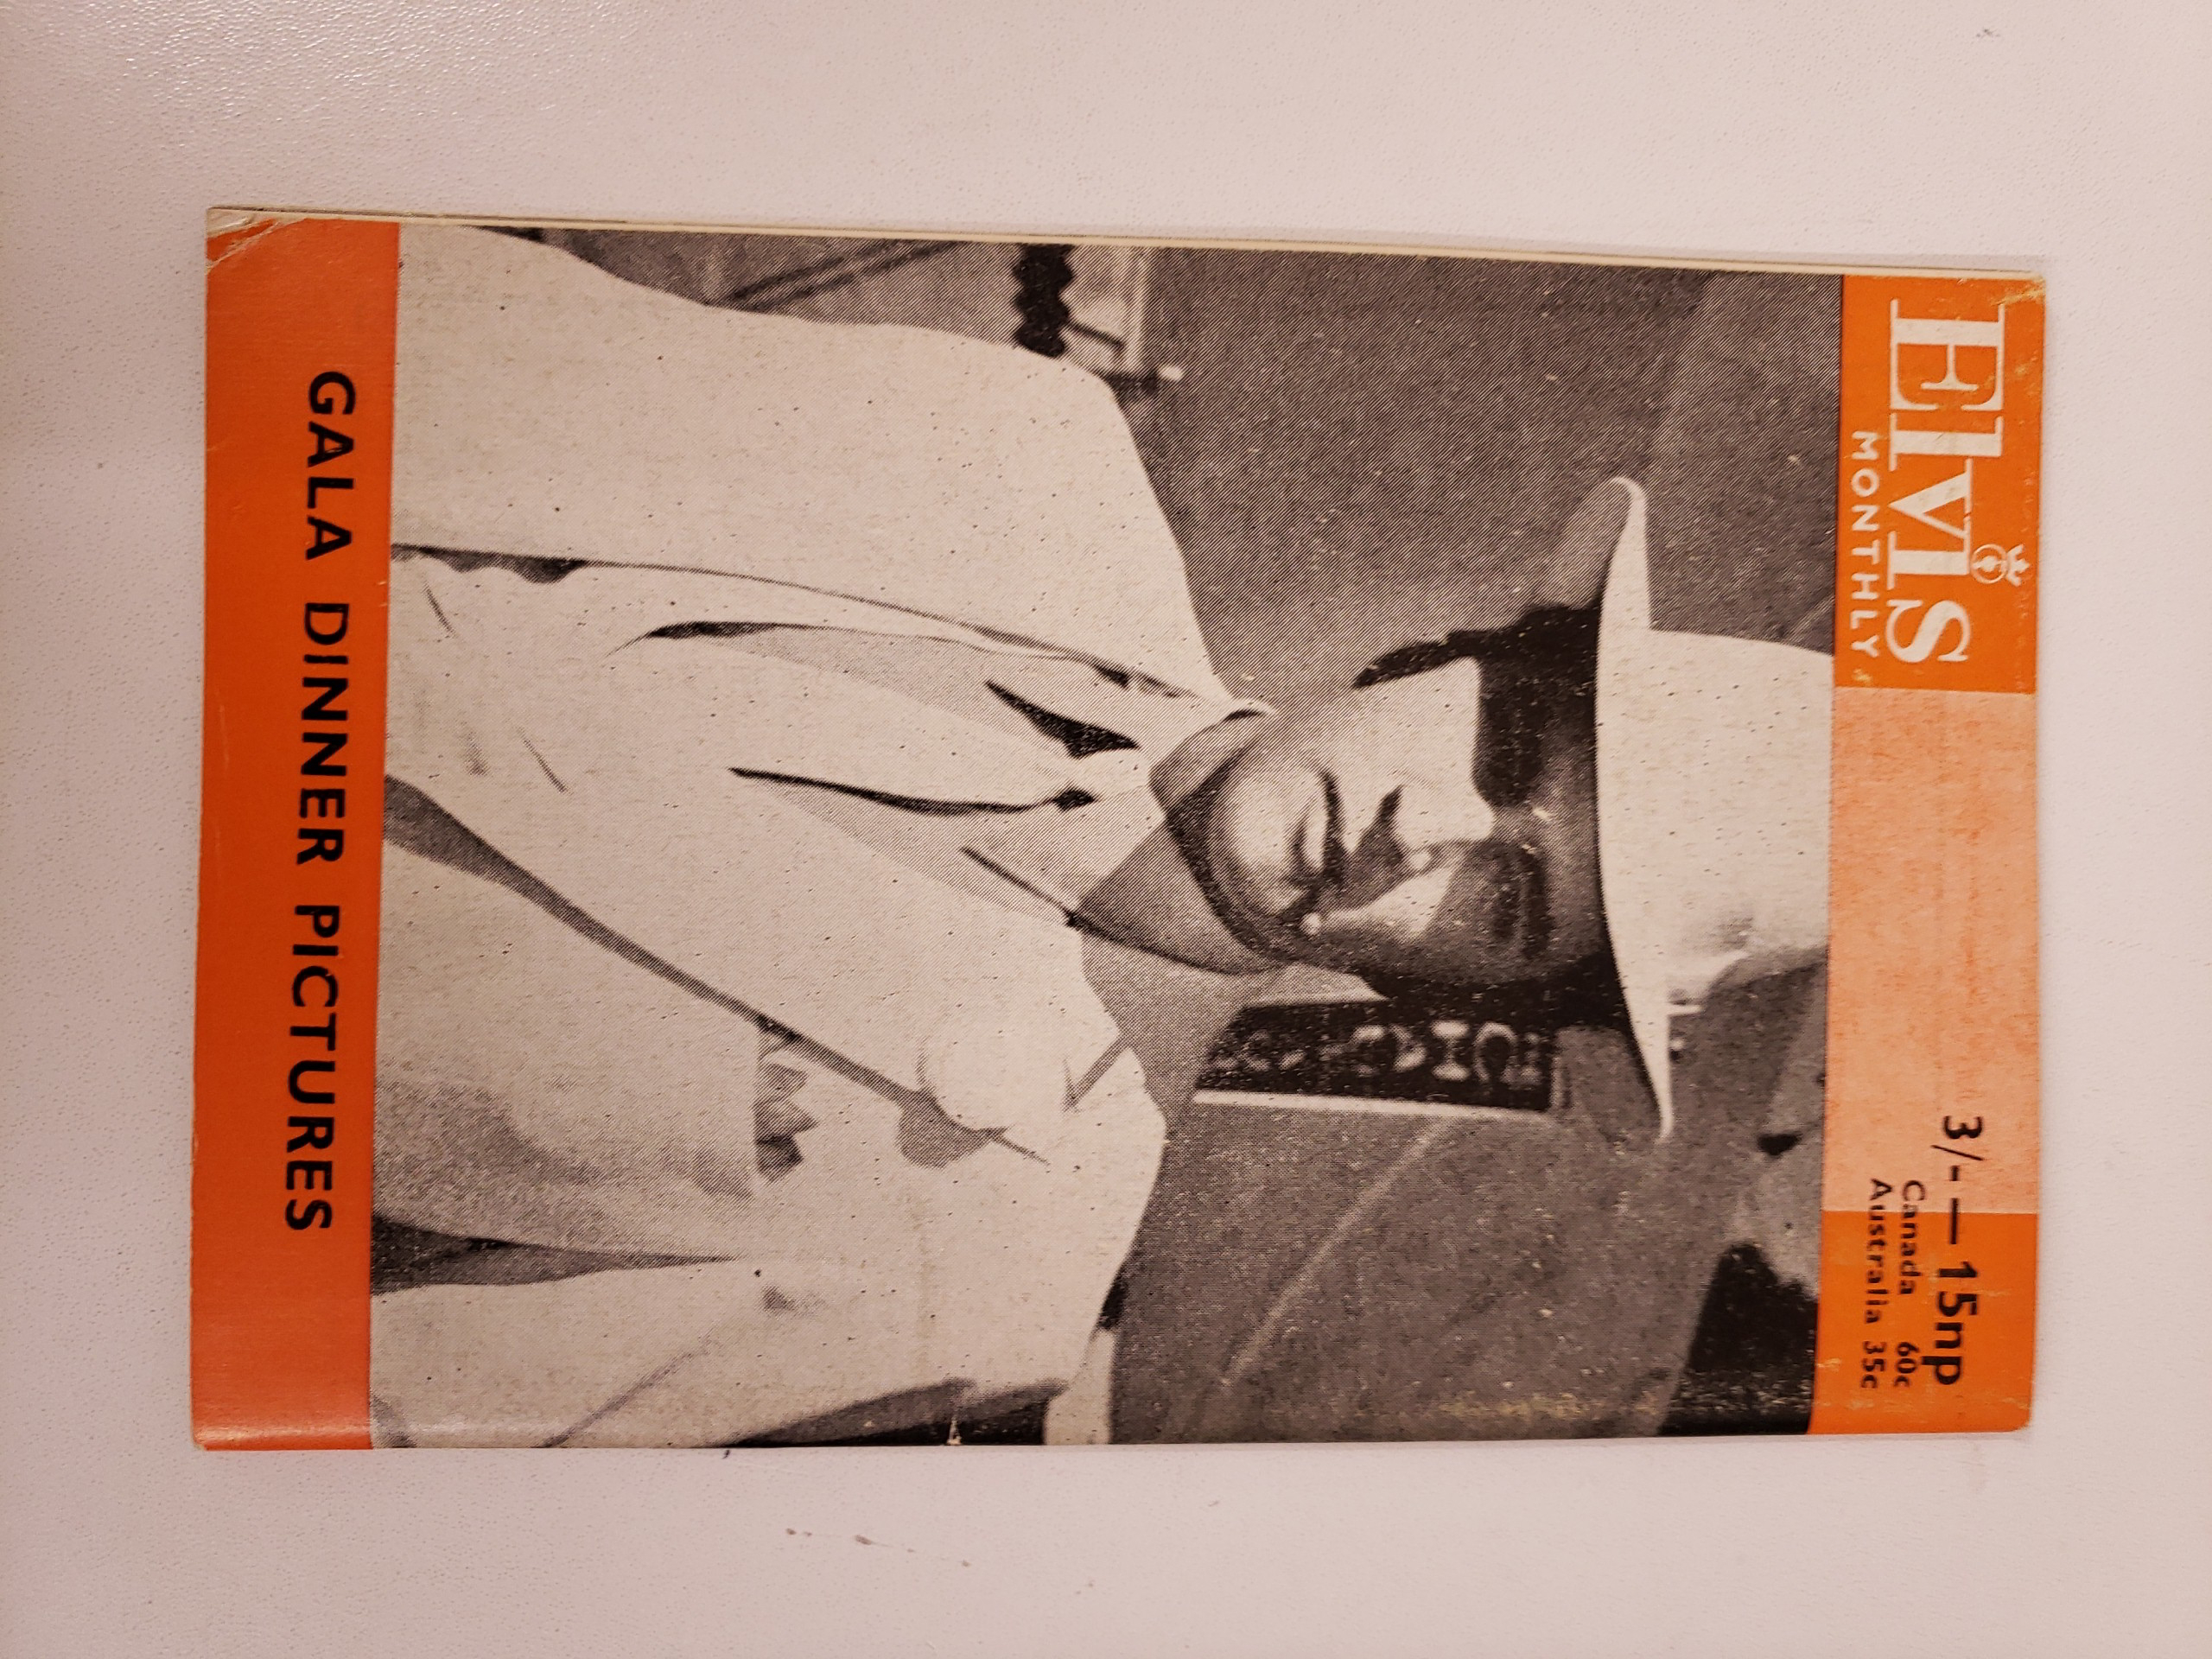 Elvis
MONTHLY
3/- — 15np
Canada 60c
Australia 35c
GALA DINNER PICTURES